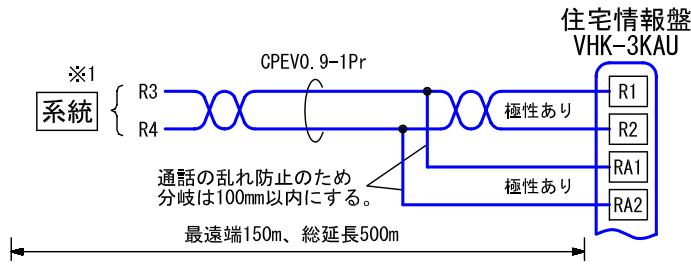 住宅情報盤
VHK-3KAU
CPEV0.9-1Pr
※1
系統
R3
R4
極性あり
R1
R2
通話の乱れ防止のため
分岐は100mm以内にする。
極性あり
RA1
RA2
最遠端150m、総延長500m